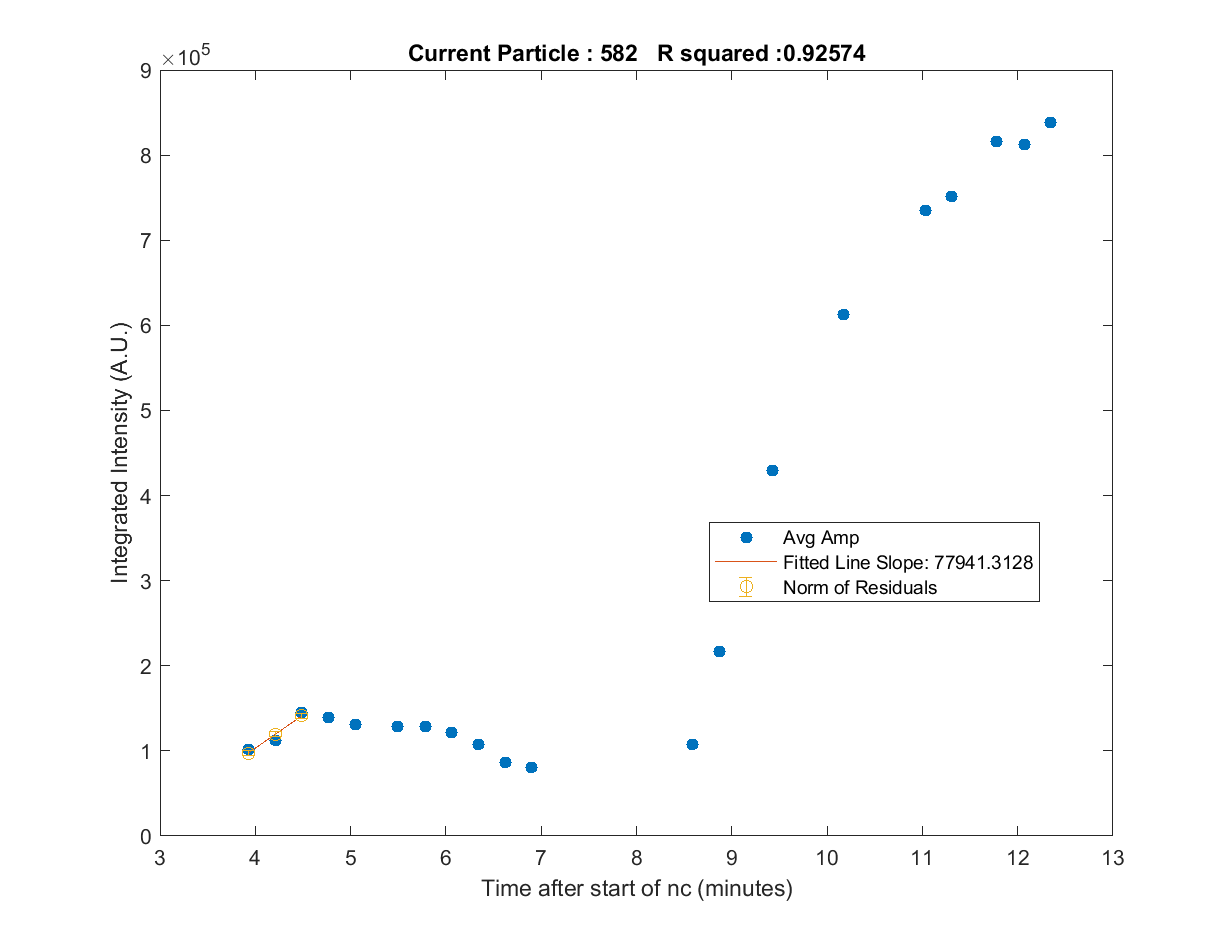 Current Particle : 582 R squared :0.92574
×10^5
9
8
7
6
5
4
3
2
1
0
Integrated Intensity (A.U.)
Avg Amp
Fitted Line Slope: 77941.3128
Norm of Residuals
3 4 5 6 7 8 9 10 11 12 13
Time after start of nc (minutes)